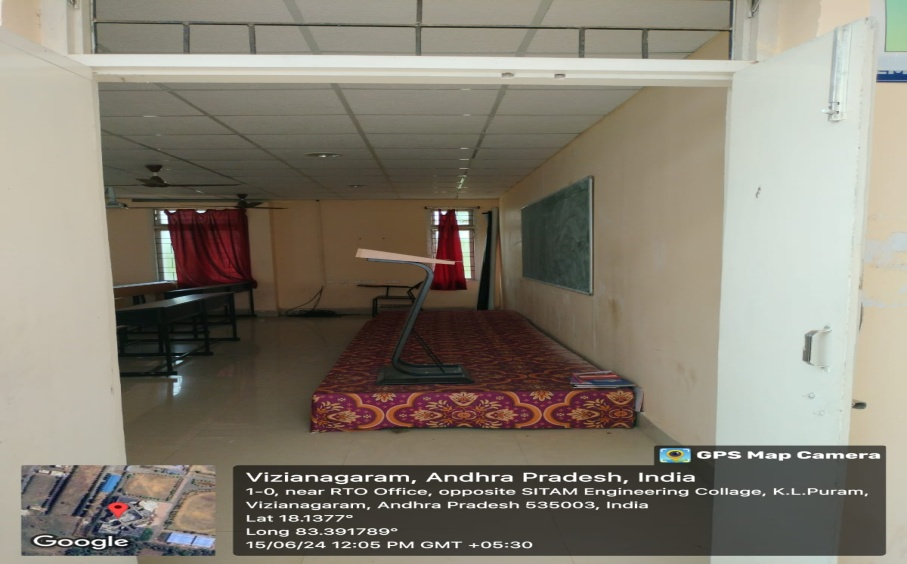 GPS Map Camera
Vizianagaram, Andhra Pradesh, India
1-0, near RTO Office, opposite SITAM Engineering Collage, K.L.Puram,
Vizianagaram, Andhra Pradesh 535003, India
Lat 18.1377°
Long 83.391789°
15/06/24 12:05 PM GMT +05:30
Google